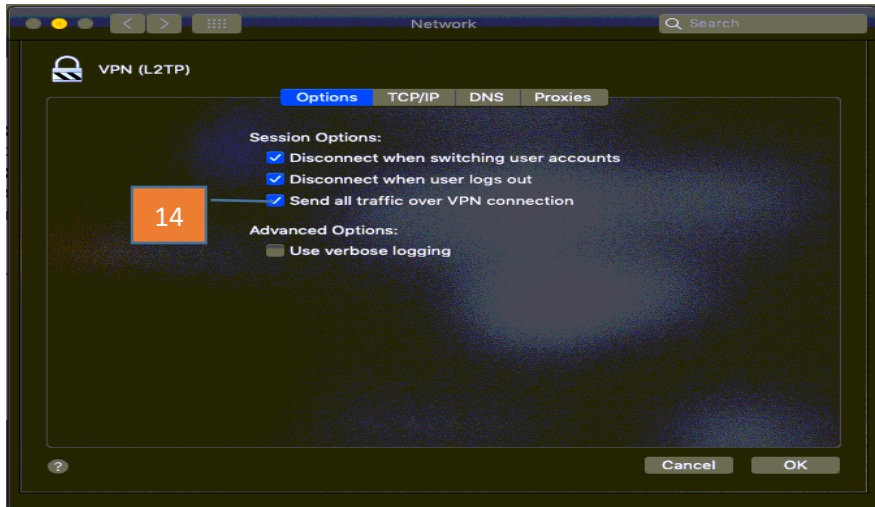 Network
Search
VPN (L2TP)
Options TCP/IP DNS Proxies
Session Options:
Disconnect when switching user accounts
Disconnect when user logs out
Send all traffic over VPN connection
14
Advanced Options:
Use verbose logging
?
Cancel OK